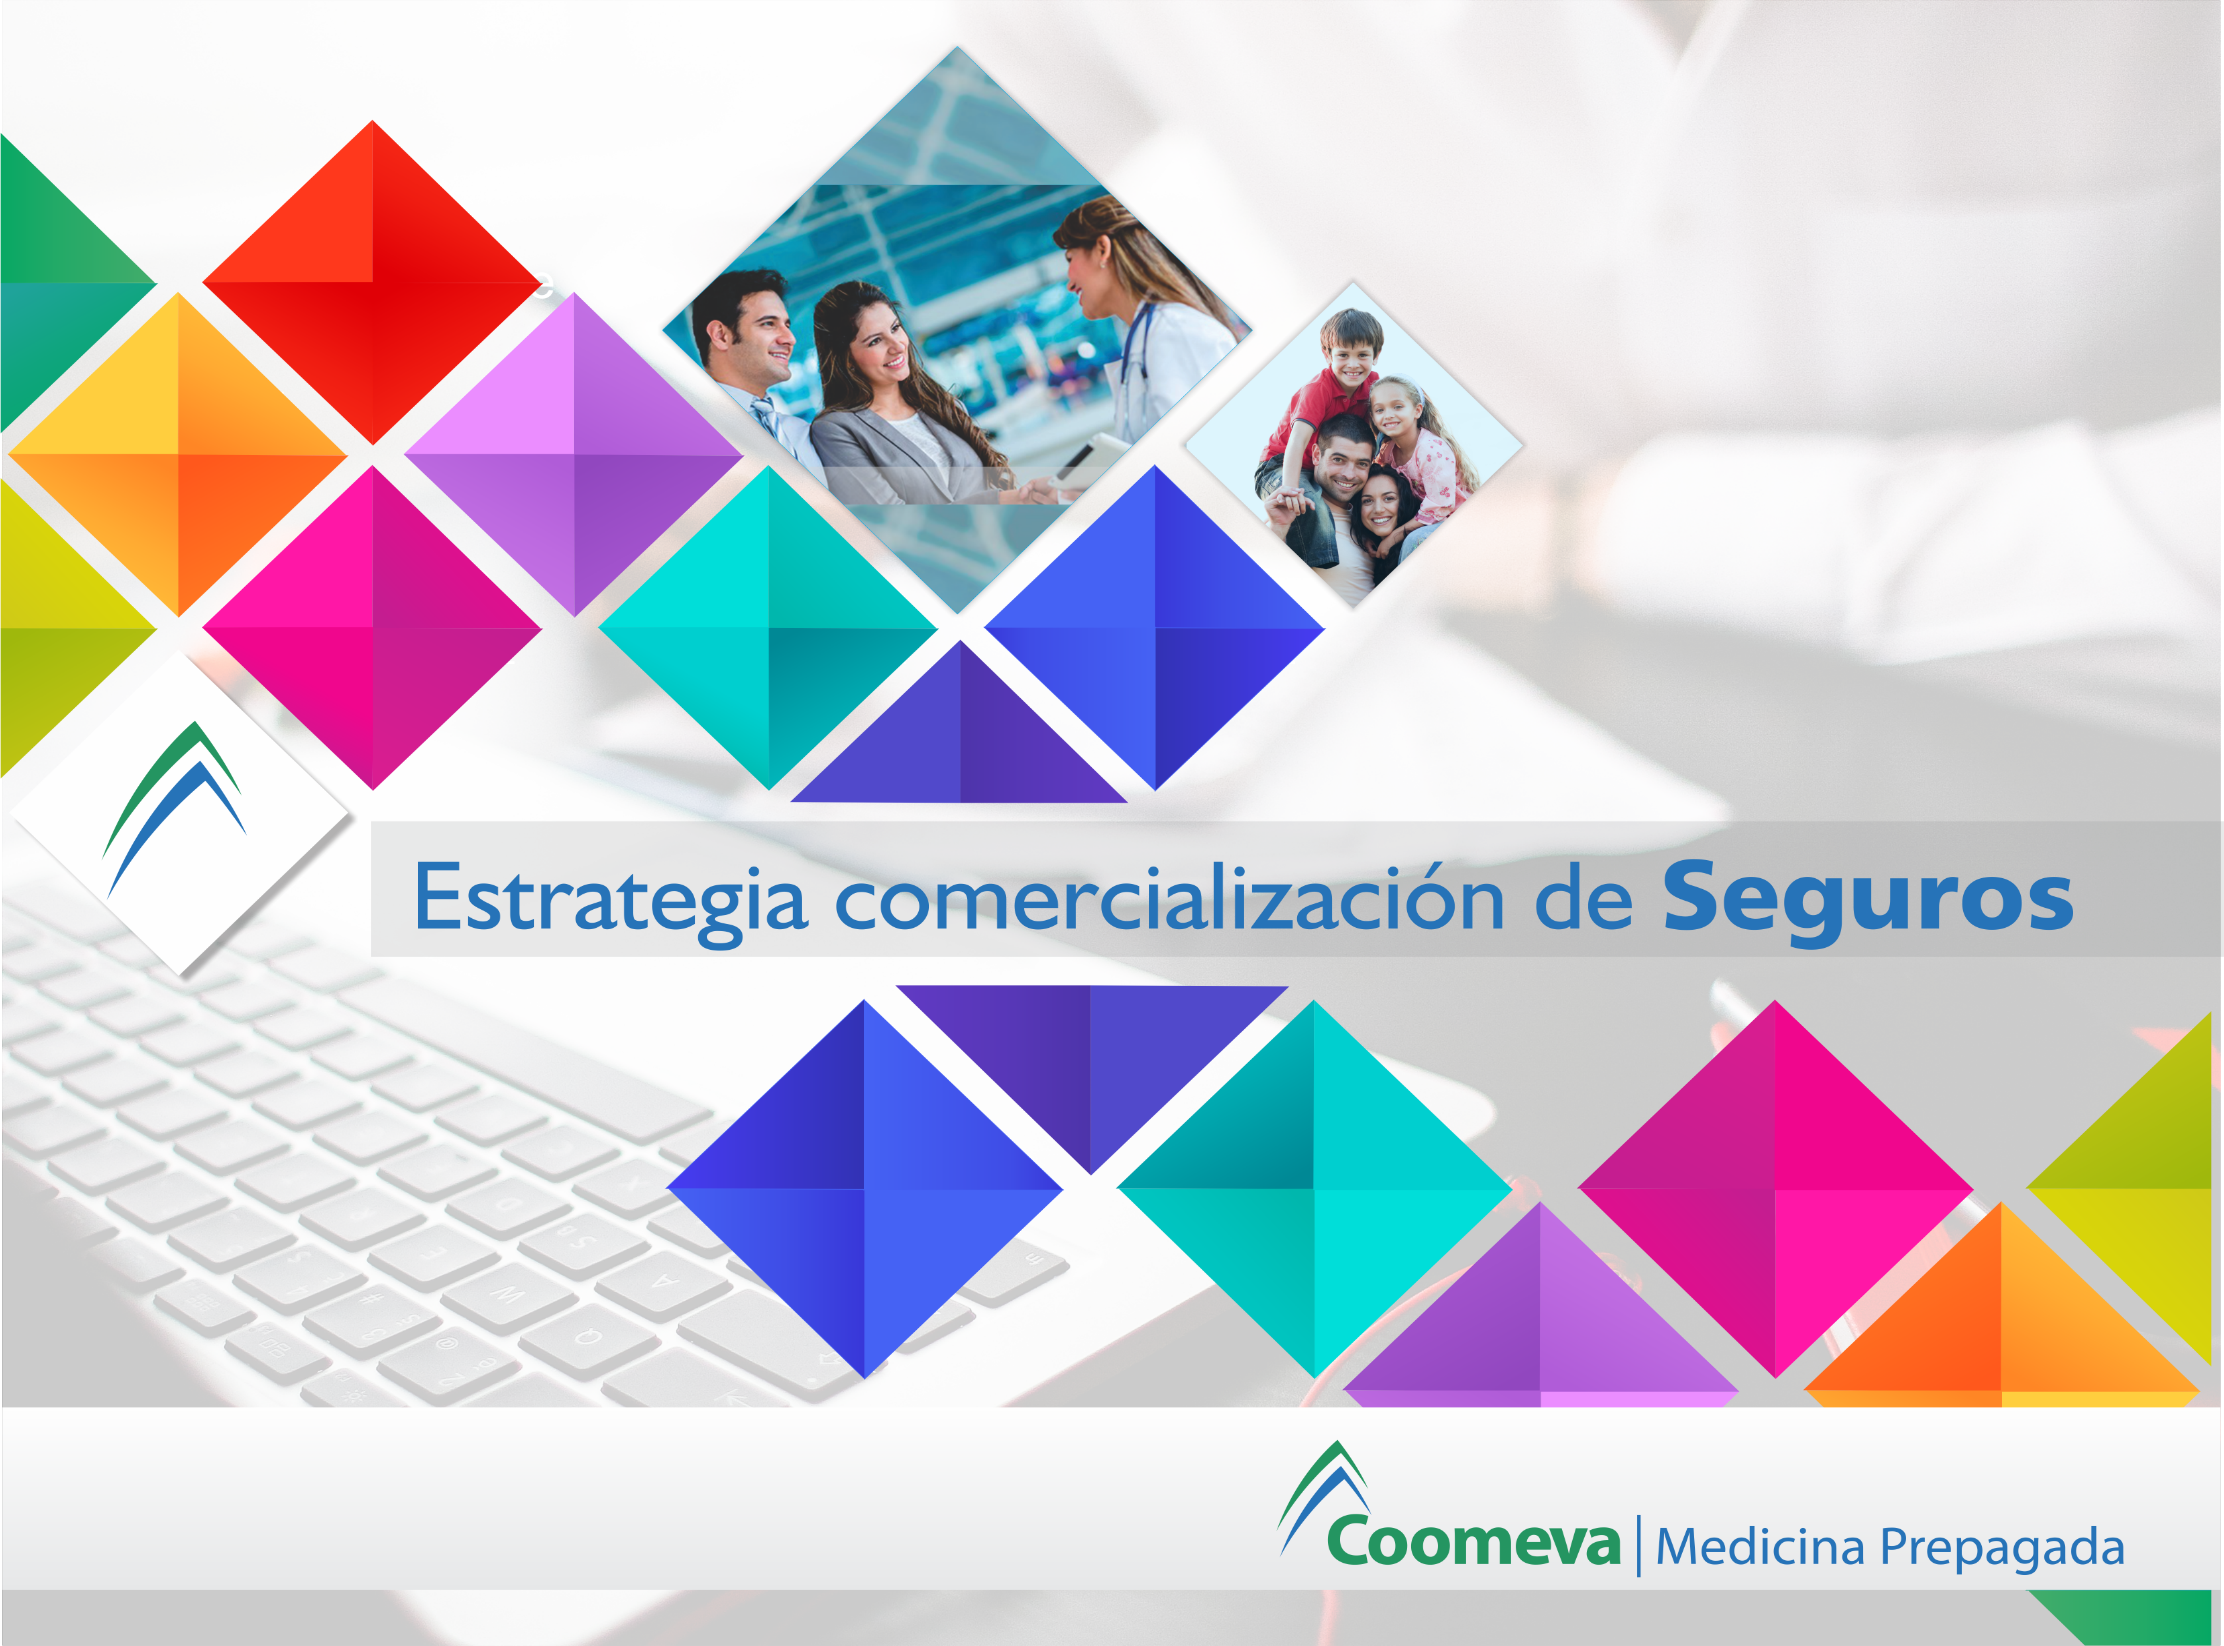 e
Estrategia comercialización de Seguros
Coomeva | Medicina Prepagada